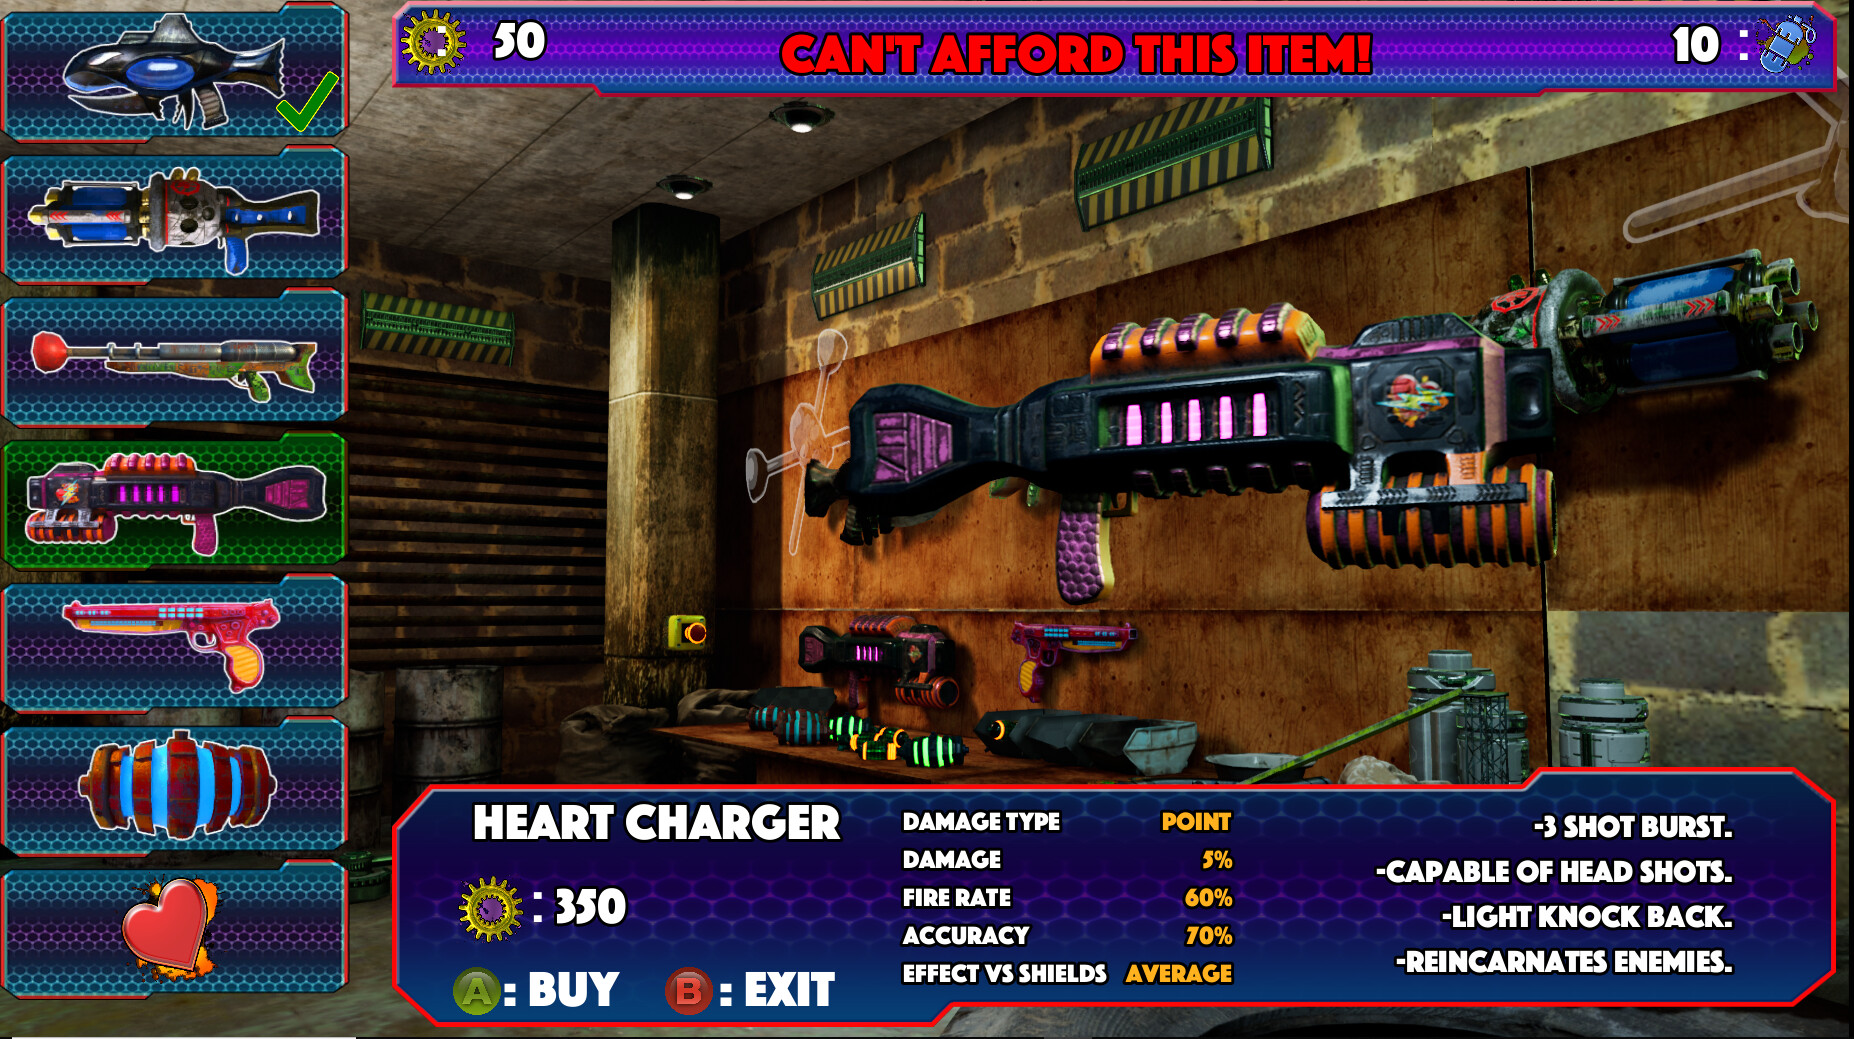 50
CAN'T AFFORD THIS ITEM!
10 :
HEART CHARGER
: 350
A : BUY
B : EXIT
DAMAGE TYPE POINT
DAMAGE 5%
FIRE RATE 60%
ACCURACY 70%
EFFECT VS SHIELDS AVERAGE
-3 SHOT BURST.
-CAPABLE OF HEAD SHOTS.
-LIGHT KNOCK BACK.
-REINCARNATES ENEMIES.